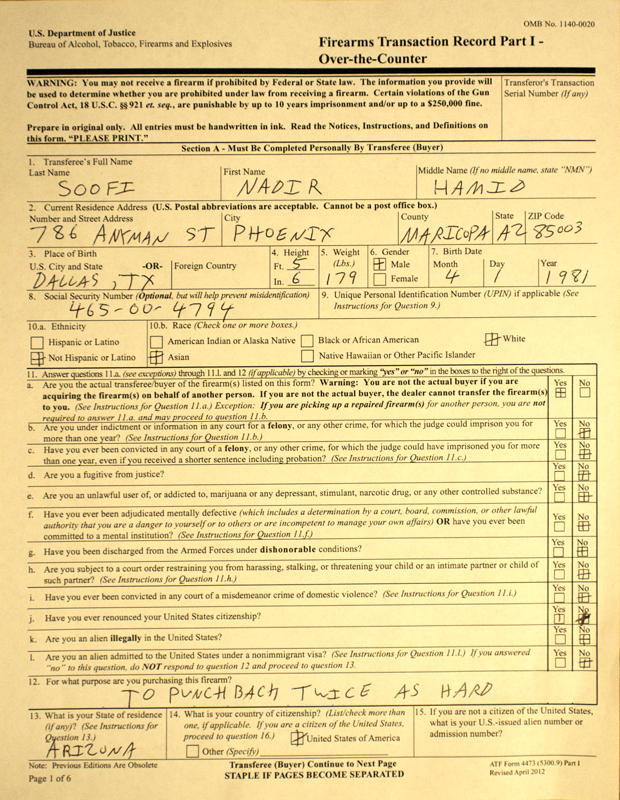 OMB No. 1140-0020
U.S. Department of Justice
Bureau of Alcohol, Tobacco, Firearms and Explosives
Firearms Transaction Record Part I -
Over-the-Counter
WARNING: You may not receive a firearm if prohibited by Federal or State law. The information you provide will
be used to determine whether you are prohibited under law from receiving a firearm. Certain violations of the Gun
Control Act, 18 U.S.C. §§ 921 et. seq., are punishable by up to 10 years imprisonment and/or up to a $250,000 fine.
Transferor's Transaction
Serial Number (If any)
Prepare in original only. All entries must be handwritten in ink. Read the Notices, Instructions, and Definitions on
this form. "PLEASE PRINT."
Section A - Must Be Completed Personally By Transferee (Buyer)
1. Transferee's Full Name
Last Name First Name Middle Name (If no middle name, state "NMN")
SOOFI NADIR HAMID
2. Current Residence Address (U.S. Postal abbreviations are acceptable. Cannot be a post office box.)
Number and Street Address City County State ZIP Code
786 ANKMAN ST PHOENIX MARICOPA AZ 85003
3. Place of Birth 4. Height 5. Weight 6. Gender 7. Birth Date
U.S. City and State -OR- Foreign Country Ft. 5 (Lbs.) Male Month Day Year
DALLAS, TX In. 6 179 Female 4 1 1981
8. Social Security Number (Optional, but will help prevent misidentification) 9. Unique Personal Identification Number (UPIN) if applicable (See
Instructions for Question 9.)
465-00-4794
10.a. Ethnicity 10.b. Race (Check one or more boxes.)
Hispanic or Latino American Indian or Alaska Native Black or African American White
Not Hispanic or Latino Asian Native Hawaiian or Other Pacific Islander
11. Answer questions 11.a. (see exceptions) through 11.l. and 12 (if applicable) by checking or marking "yes" or "no" in the boxes to the right of the questions.
a. Are you the actual transferee/buyer of the firearm(s) listed on this form? Warning: You are not the actual buyer if you are Yes No
acquiring the firearm(s) on behalf of another person. If you are not the actual buyer, the dealer cannot transfer the firearm(s)
to you. (See Instructions for Question 11.a.) Exception: If you are picking up a repaired firearm(s) for another person, you are not
required to answer 11.a. and may proceed to question 11.b.
b. Are you under indictment or information in any court for a felony, or any other crime, for which the judge could imprison you for Yes No
more than one year? (See Instructions for Question 11.b.)
c. Have you ever been convicted in any court of a felony, or any other crime, for which the judge could have imprisoned you for more Yes No
than one year, even if you received a shorter sentence including probation? (See Instructions for Question 11.c.)
d. Are you a fugitive from justice? Yes No
e. Are you an unlawful user of, or addicted to, marijuana or any depressant, stimulant, narcotic drug, or any other controlled substance? Yes No
f. Have you ever been adjudicated mentally defective (which includes a determination by a court, board, commission, or other lawful Yes No
authority that you are a danger to yourself or to others or are incompetent to manage your own affairs) OR have you ever been
committed to a mental institution? (See Instructions for Question 11.f.)
g. Have you been discharged from the Armed Forces under dishonorable conditions? Yes No
h. Are you subject to a court order restraining you from harassing, stalking, or threatening your child or an intimate partner or child of Yes No
such partner? (See Instructions for Question 11.h.)
i. Have you ever been convicted in any court of a misdemeanor crime of domestic violence? (See Instructions for Question 11.i.) Yes No
j. Have you ever renounced your United States citizenship? Yes No
k. Are you an alien illegally in the United States? Yes No
l. Are you an alien admitted to the United States under a nonimmigrant visa? (See Instructions for Question 11.l.) If you answered Yes No
"no" to this question, do NOT respond to question 12 and proceed to question 13.
12. For what purpose are you purchasing this firearm?
TO PUNCH BACH TWICE AS HARD
13. What is your State of residence
(if any)? (See Instructions for
Question 13.)
ARIZONA
14. What is your country of citizenship? (List/check more than
one, if applicable. If you are a citizen of the United States,
proceed to question 16.) United States of America
Other (Specify)
15. If you are not a citizen of the United States,
what is your U.S.-issued alien number or
admission number?
Note: Previous Editions Are Obsolete
Page 1 of 6
Transferee (Buyer) Continue to Next Page
STAPLE IF PAGES BECOME SEPARATED
ATF Form 4473 (5300.9) Part I
Revised April 2012